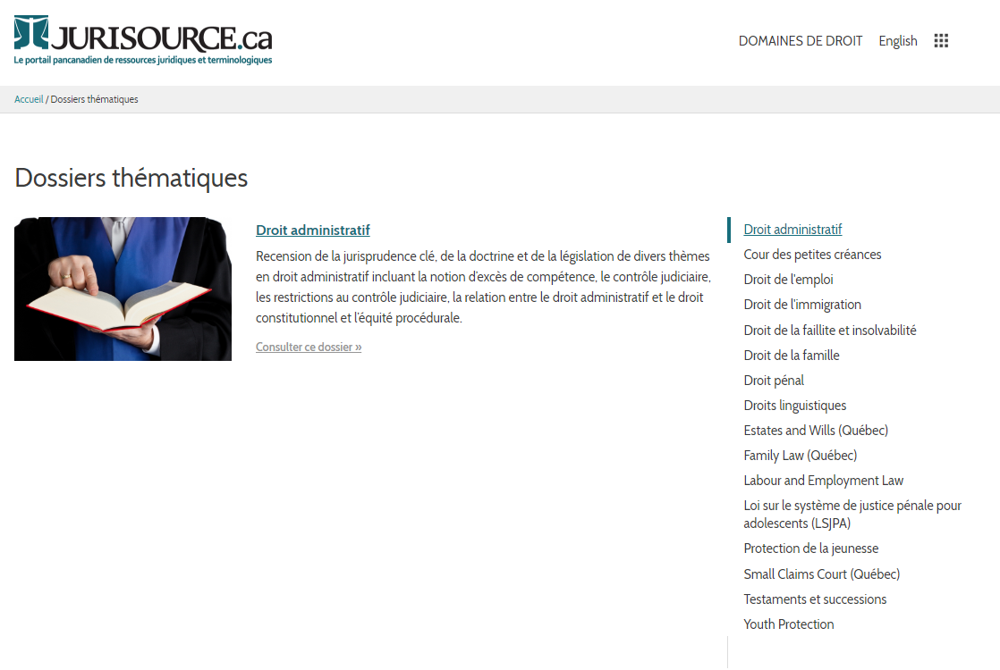 JURISOURCE.ca
Le portail pancanadien de ressources juridiques et terminologiques
DOMAINES DE DROIT English
Accueil / Dossiers thématiques
Dossiers thématiques
Droit administratif
Recension de la jurisprudence clé, de la doctrine et de la législation de divers thèmes
en droit administratif incluant la notion d'excès de compétence, le contrôle judiciaire,
les restrictions au contrôle judiciaire, la relation entre le droit administratif et le droit
constitutionnel et l'équité procédurale.
Consulter ce dossier »
Droit administratif
Cour des petites créances
Droit de l'emploi
Droit de l'immigration
Droit de la faillite et insolvabilité
Droit de la famille
Droit pénal
Droits linguistiques
Estates and Wills (Québec)
Family Law (Québec)
Labour and Employment Law
Loi sur le système de justice pénale pour
adolescents (LSJPA)
Protection de la jeunesse
Small Claims Court (Québec)
Testaments et successions
Youth Protection